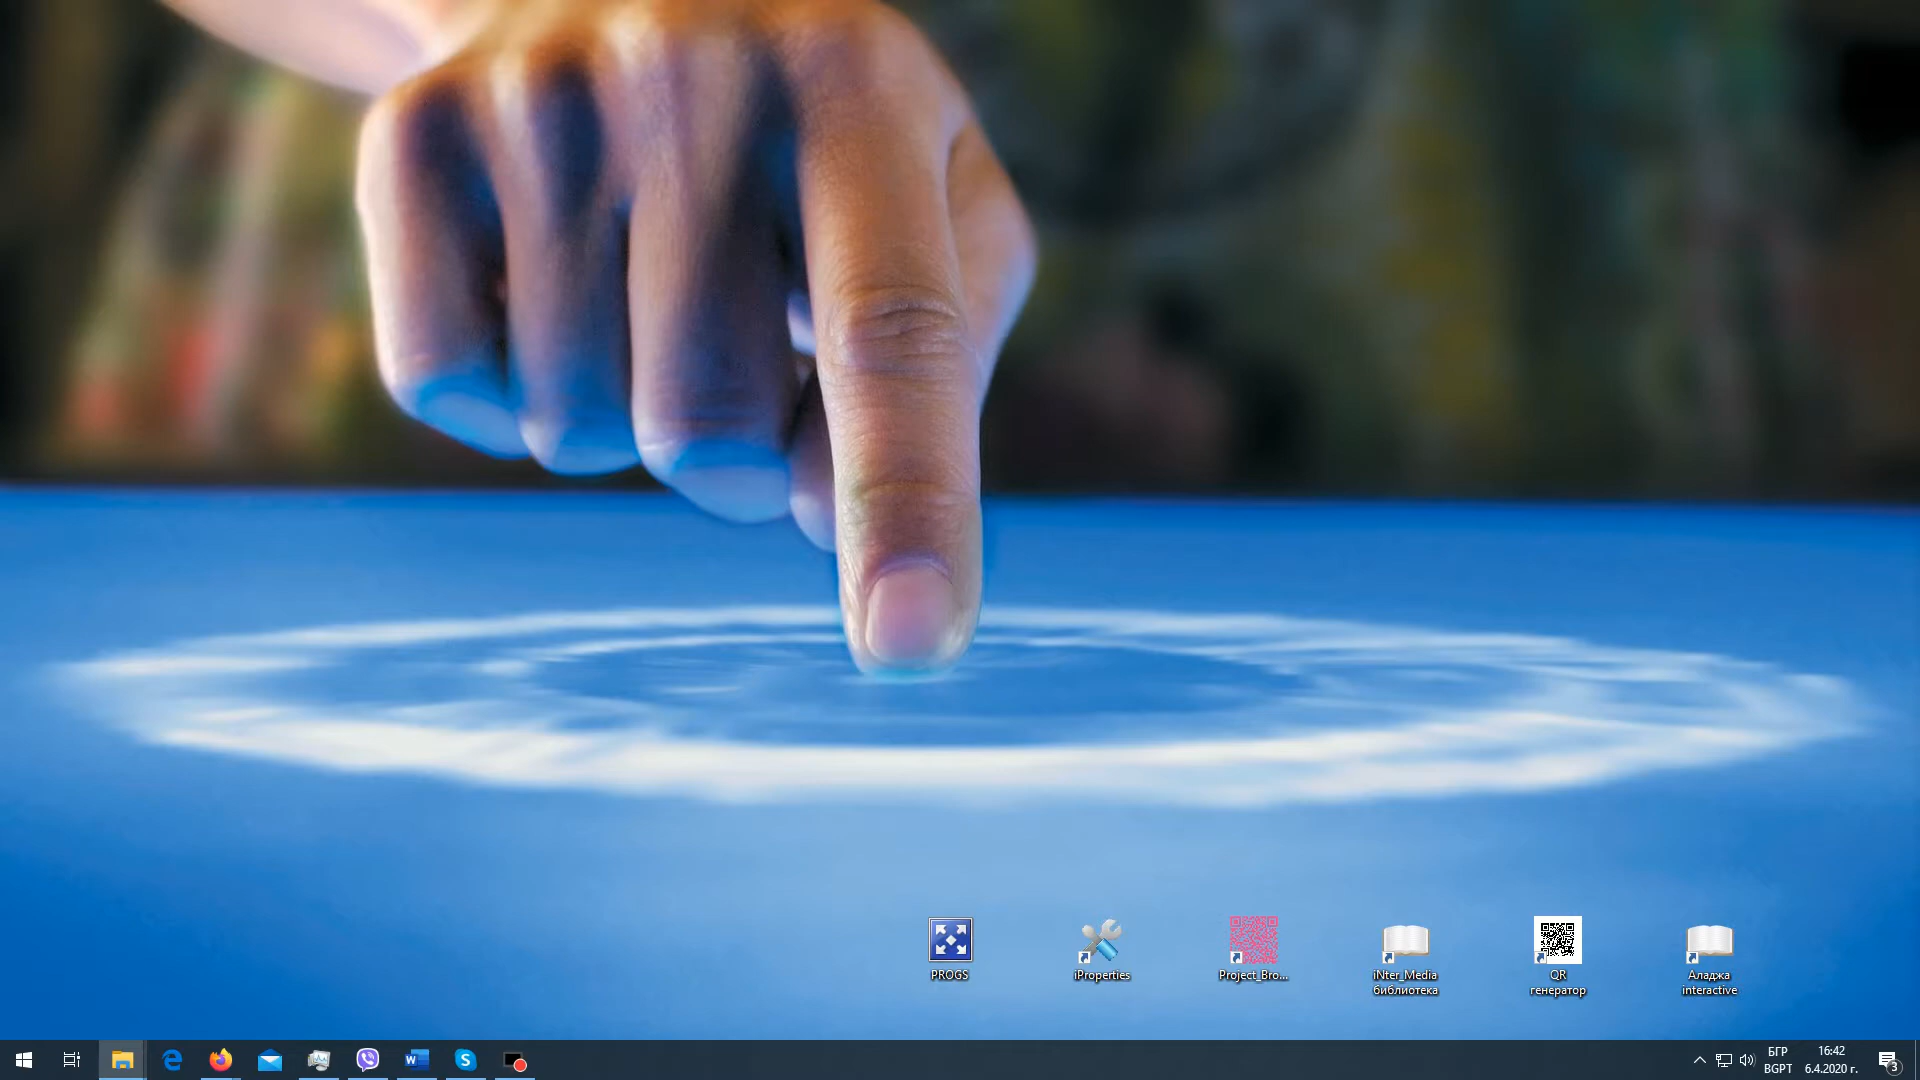 PROGS
iProperties
Project_Bro...
iNter_Media
библиотека
QR
генератор
Аладжа
interactive
БГР
BGPT
16:42
6.4.2020 г.
3